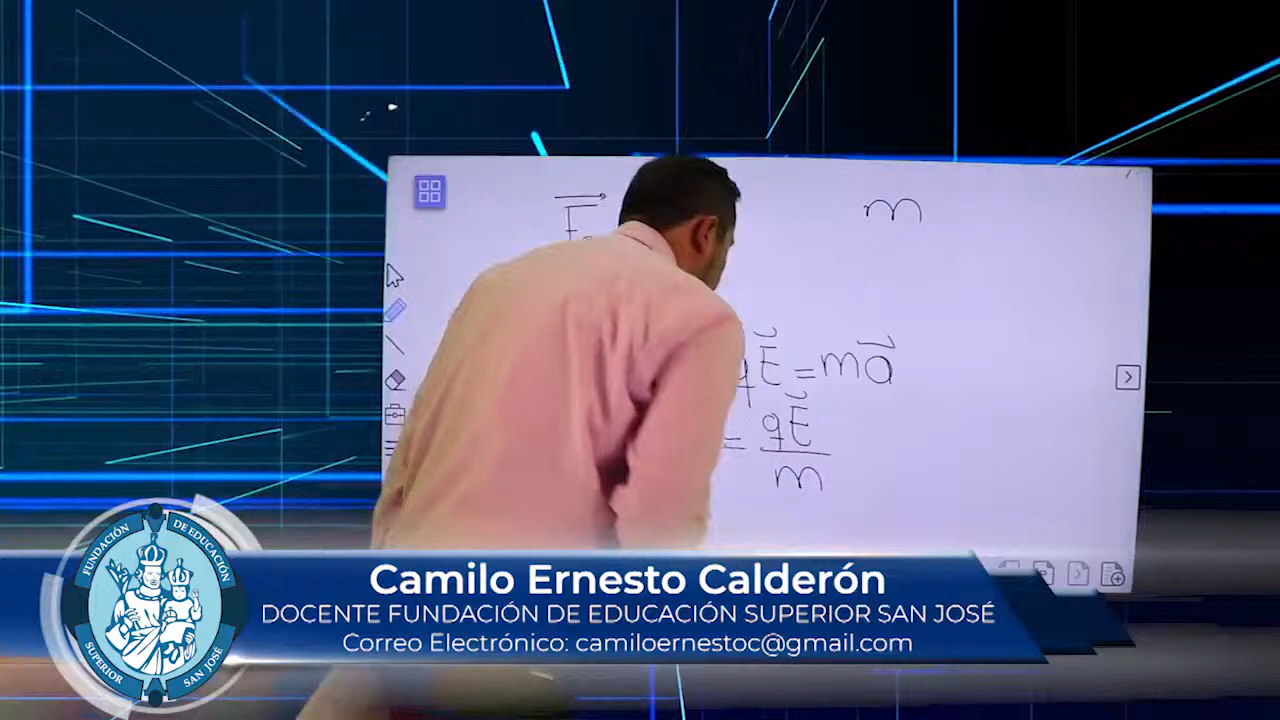 m
qE⃗ = ma⃗
= qE⃗
m
FUNDACIÓN DE EDUCACIÓN
SUPERIOR SAN JOSÉ
Camilo Ernesto Calderón
DOCENTE FUNDACIÓN DE EDUCACIÓN SUPERIOR SAN JOSÉ
Correo Electrónico: camiloernestoc@gmail.com